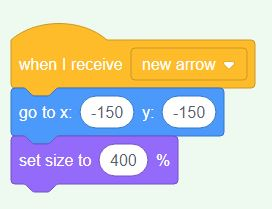 when I receive new arrow
go to x: -150 y: -150
set size to 400 %